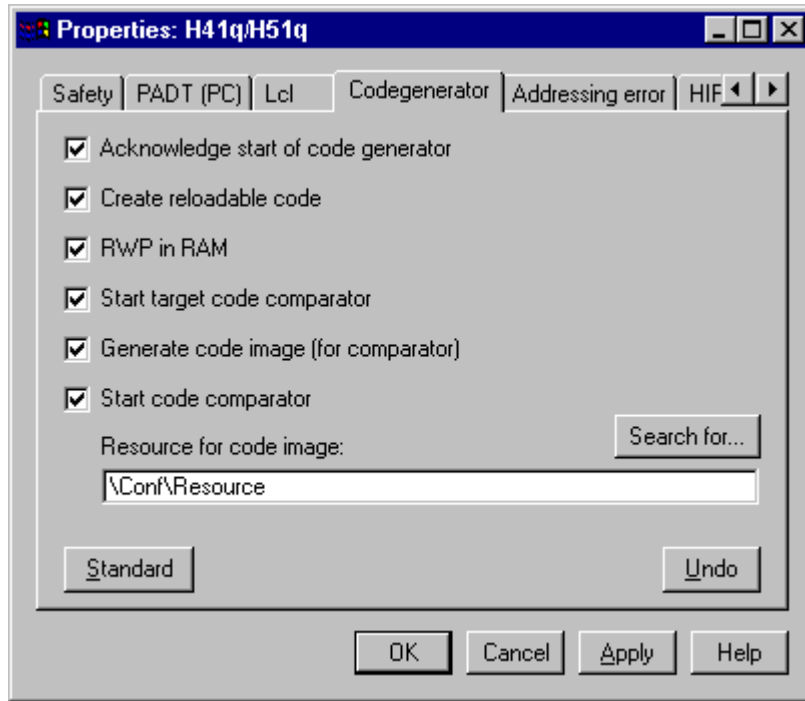 Properties: H41q/H51q
Safety PADT (PC) Lcl Codegenerator Addressing error HIF
Acknowledge start of code generator
Create reloadable code
RWP in RAM
Start target code comparator
Generate code image (for comparator)
Start code comparator
Search for...
Resource for code image:
\Conf\Resource
Standard Undo
OK Cancel Apply Help